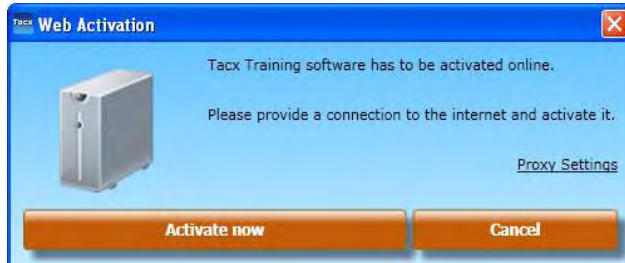 Tacx Web Activation
Tacx Training software has to be activated online.
Please provide a connection to the internet and activate it.
Proxy Settings
Activate now Cancel